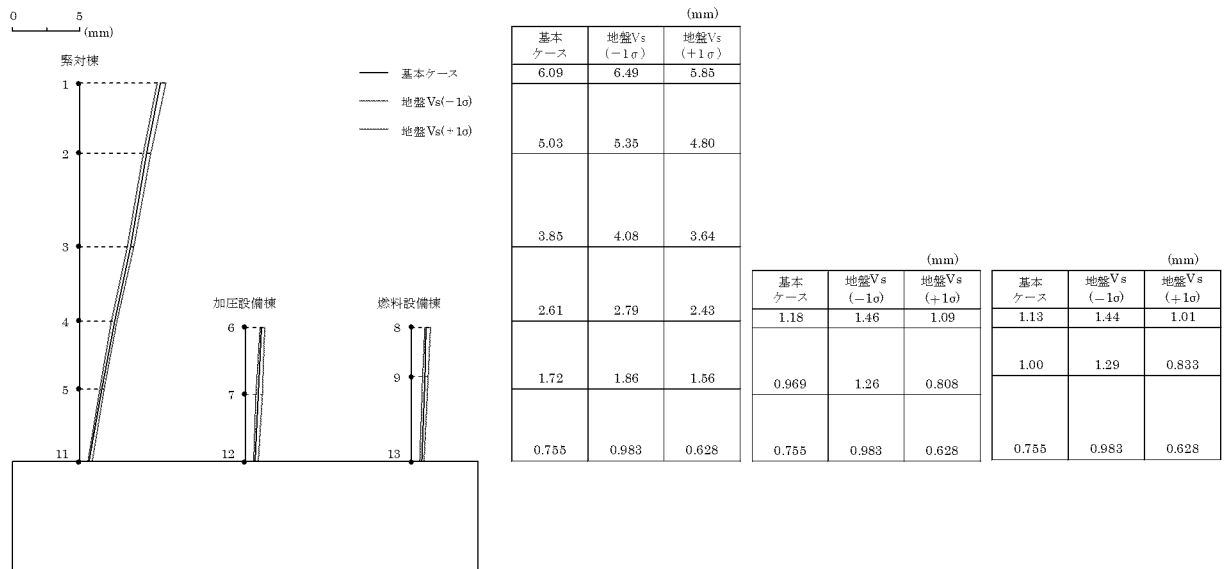 0 5
(mm)
緊対棟
1
2
3
4
5
11
基本ケース
地盤Vs(-1σ)
地盤Vs(+1σ)
加圧設備棟
6
7
12
燃料設備棟
8
9
13
(mm)
基本 地盤Vs 地盤Vs
ケース (-1σ) (+1σ)
6.09 6.49 5.85
5.03 5.35 4.80
3.85 4.08 3.64
2.61 2.79 2.43
1.72 1.86 1.56
0.755 0.983 0.628
(mm)
基本 地盤Vs 地盤Vs
ケース (-1σ) (+1σ)
1.18 1.46 1.09
0.969 1.26 0.808
0.755 0.983 0.628
(mm)
基本 地盤Vs 地盤Vs
ケース (-1σ) (+1σ)
1.13 1.44 1.01
1.00 1.29 0.833
0.755 0.983 0.628